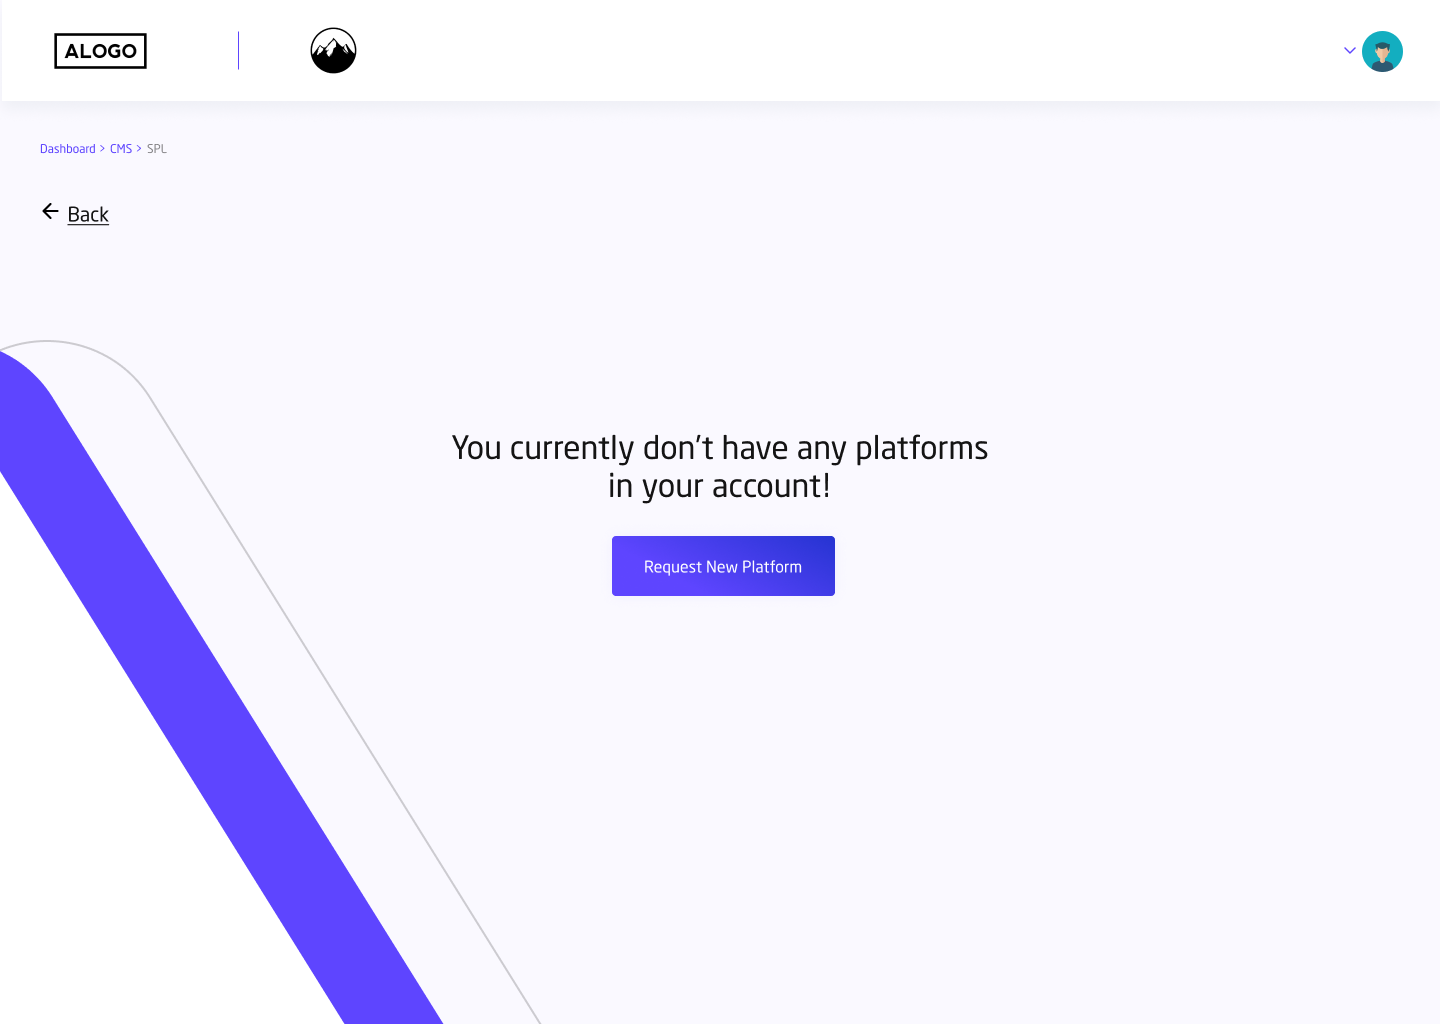 ALOGO
Dashboard > CMS > SPL
Back
You currently don't have any platforms
in your account!
Request New Platform